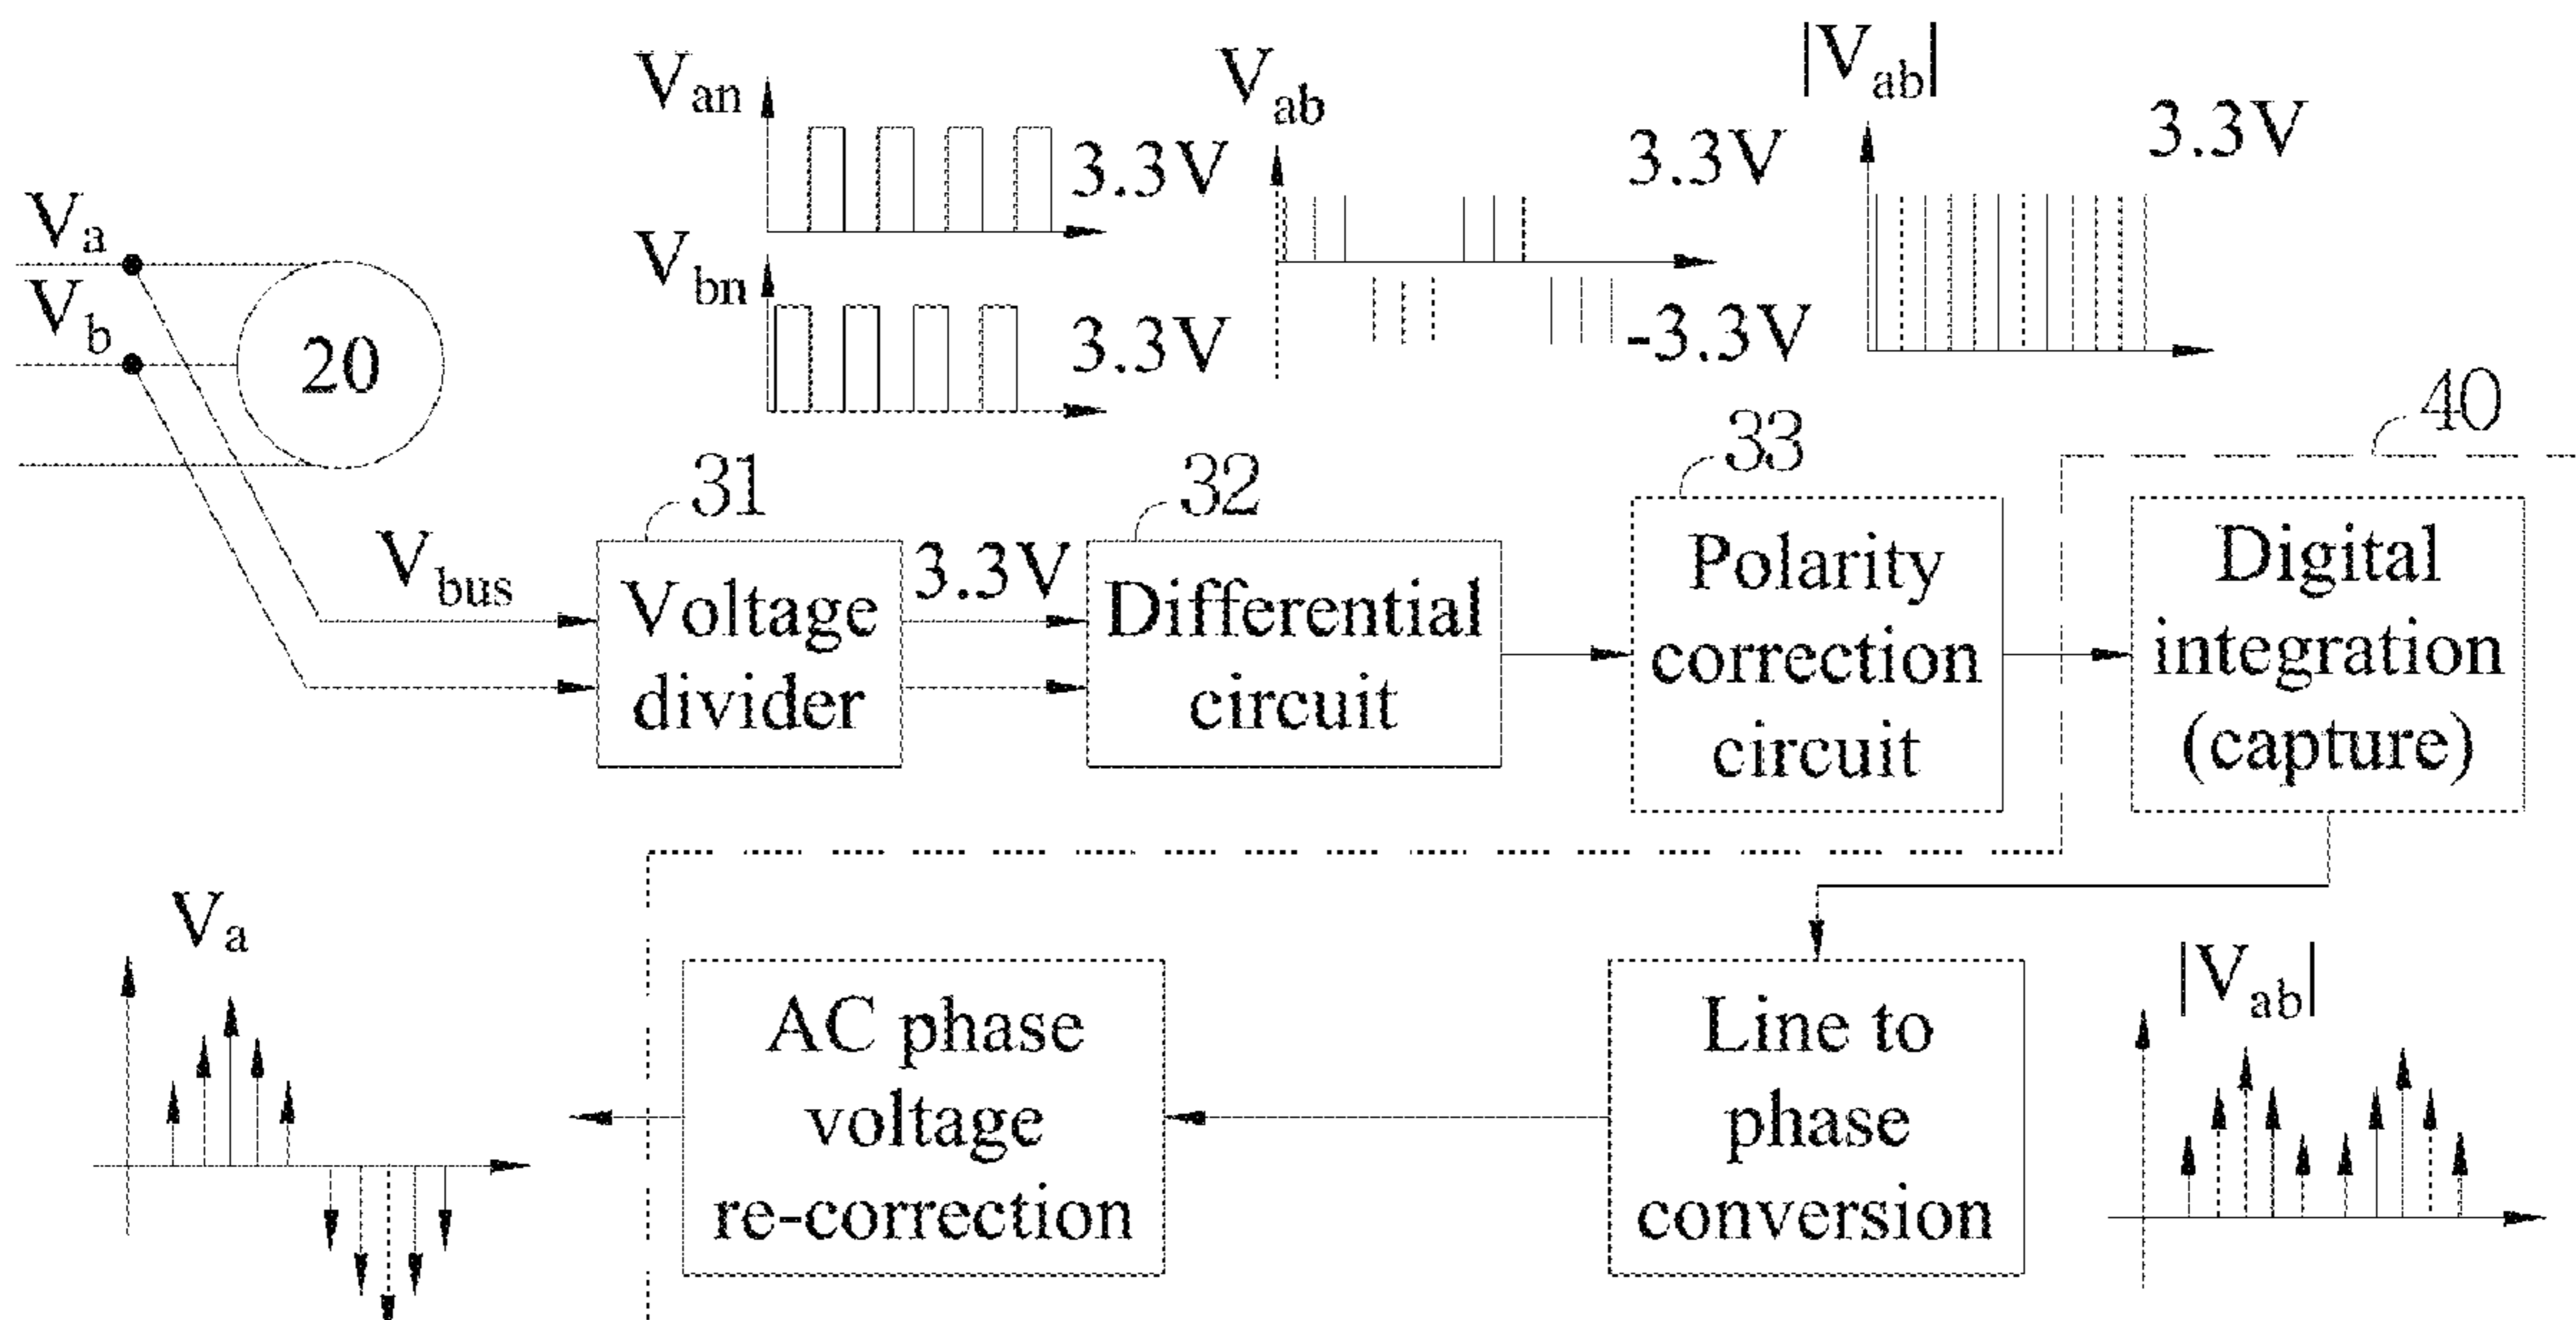 Van
3.3V
Vbn
3.3V
Vab
3.3V
-3.3V
|Vab|
3.3V
Va
Vb
20
Vbus
31
Voltage
divider
3.3V
32
Differential
circuit
33
Polarity
correction
circuit
40
Digital
integration
(capture)
Va
AC phase
voltage
re-correction
Line to
phase
conversion
|Vab|